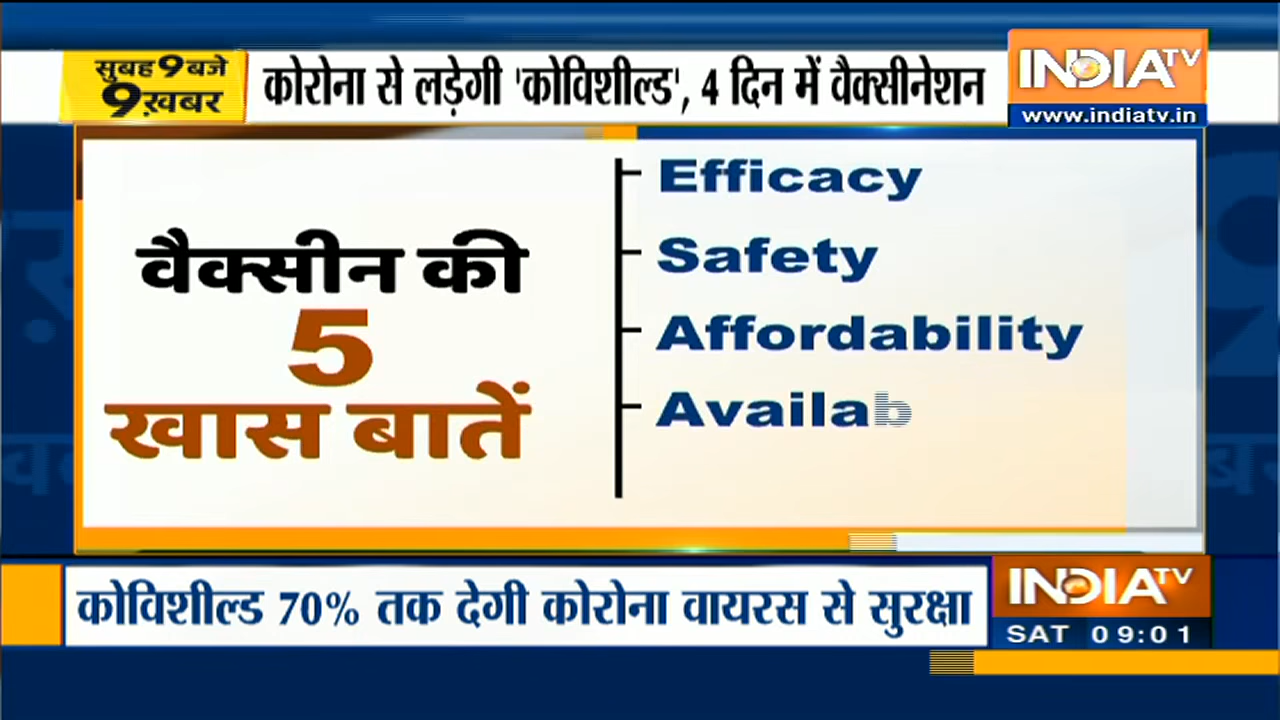 सुबह 9 बजे
9 ख़बर
कोरोना से लड़ेगी 'कोविशील्ड', 4 दिन में वैक्सीनेशन
INDIA TV
www.indiatv.in
वैक्सीन की
5
खास बातें
Efficacy
Safety
Affordability
Availab
कोविशील्ड 70% तक देगी कोरोना वायरस से सुरक्षा
INDIA TV
SAT 09:01